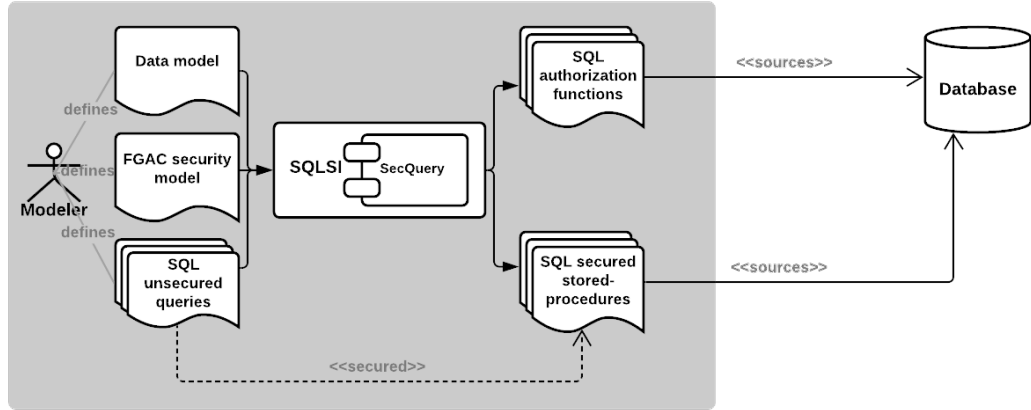 Data model
defines
FGAC security
model
defines
Modeler
defines
SQL
unsecured
queries
SQLSI
SecQuery
SQL
authorization
functions
<<sources>>
Database
SQL secured
stored-
procedures
<<sources>>
<<secured>>